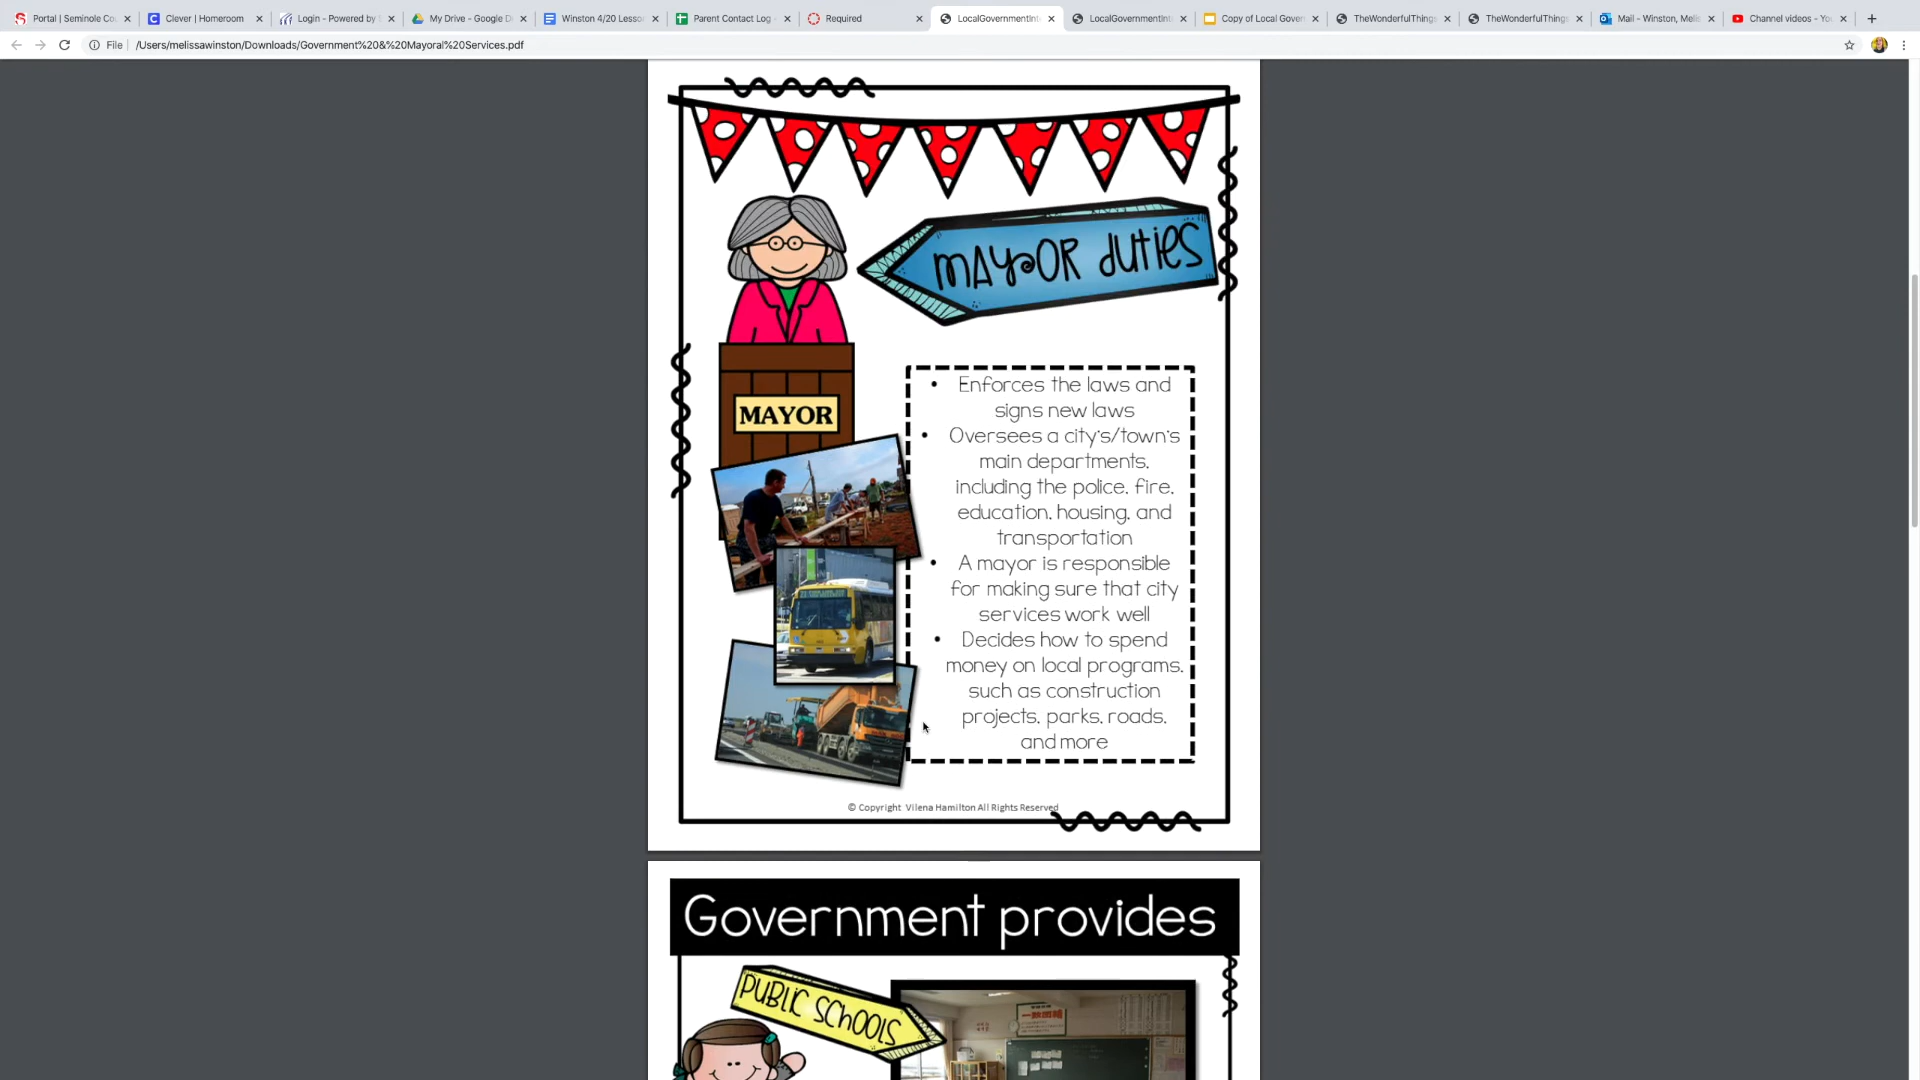 Portal | Seminole Co
Clever | Homeroom
Login - Powered by
My Drive - Google D
Winston 4/20 Lesso
Parent Contact Log -
Required
LocalGovernmentInt
LocalGovernmentInt
Copy of Local Gover
TheWonderfulThings
TheWonderfulThings
Mail - Winston, Meli
Channel videos - Yo
File | /Users/melissawinston/Downloads/Government%20&%20Mayoral%20Services.pdf
MAYOR duties
MAYOR
• Enforces the laws and
signs new laws
• Oversees a city's/town's
main departments,
including the police, fire,
education, housing, and
transportation
• A mayor is responsible
for making sure that city
services work well
• Decides how to spend
money on local programs,
such as construction
projects, parks, roads,
and more
© Copyright Vilena Hamilton All Rights Reserved
Government provides
PUBLIC SCHOOLS